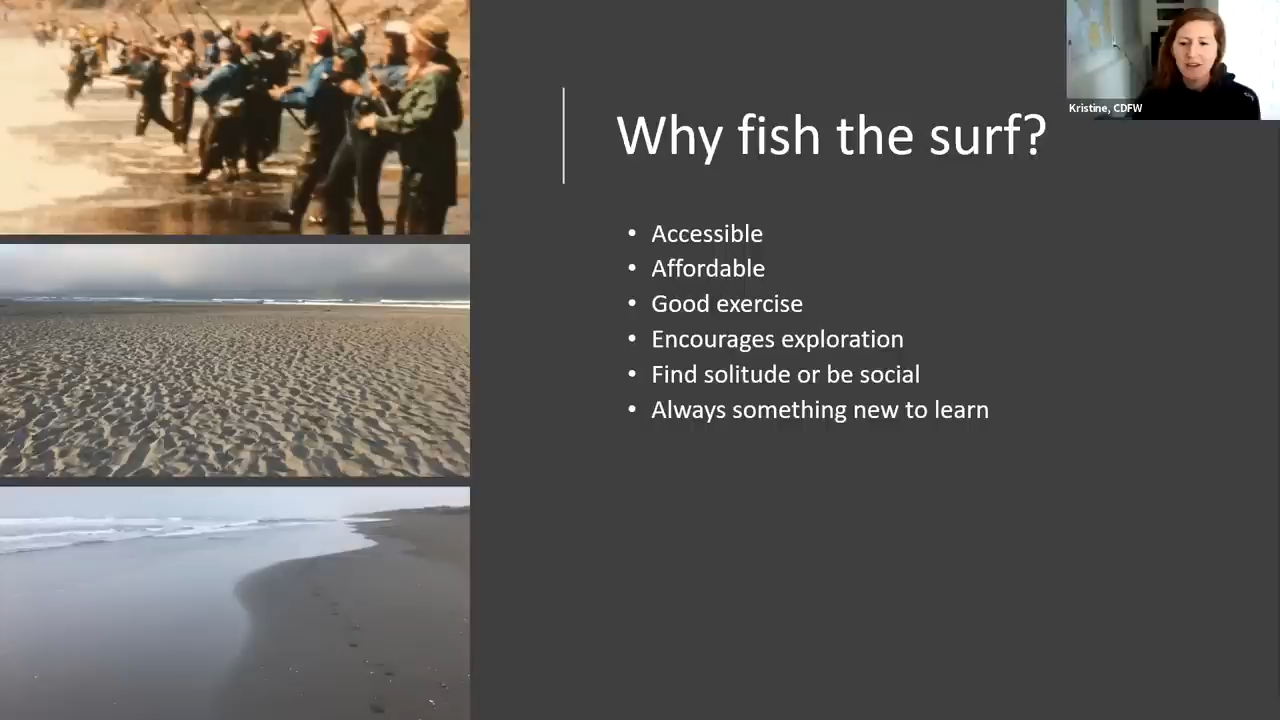 Kristine, CDFW
Why fish the surf?
• Accessible
• Affordable
• Good exercise
• Encourages exploration
• Find solitude or be social
• Always something new to learn